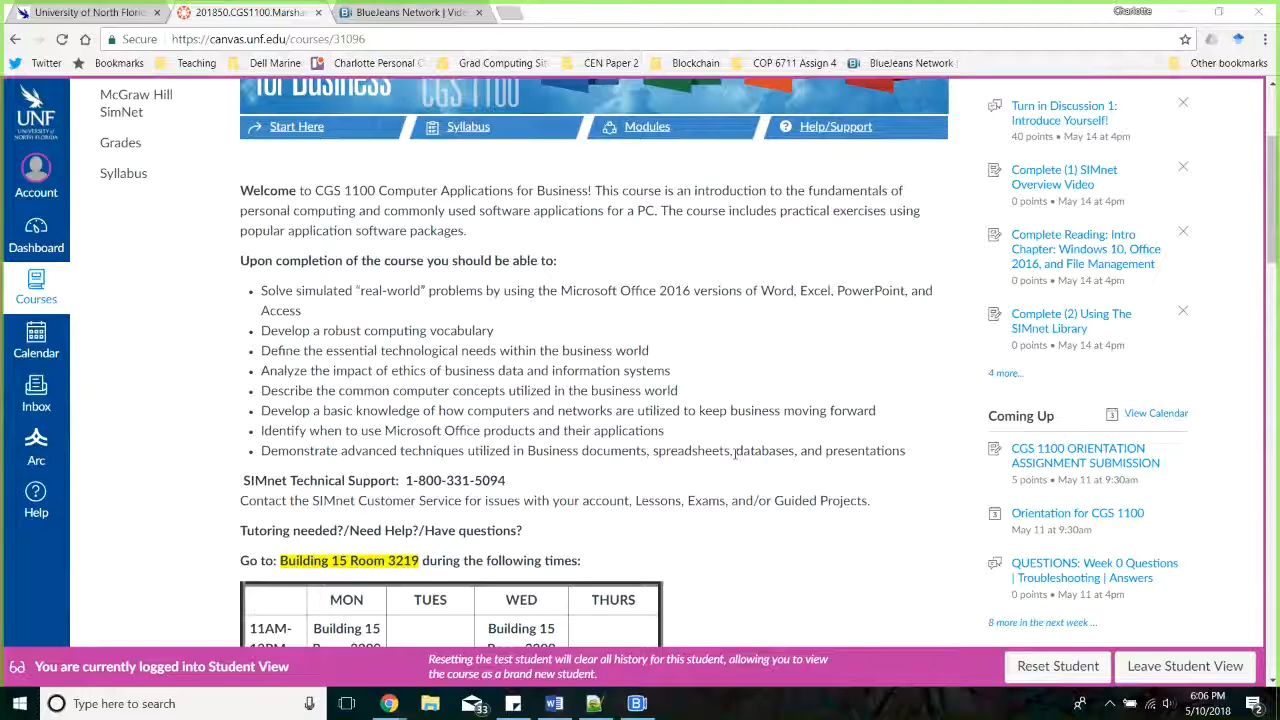 University of North Florida
201850.CGS1100.Marshal
BlueJeans Network | Vide
Charlotte
Secure
https://canvas.unf.edu/courses/31096
Twitter
Bookmarks
Teaching
Dell Marine
Charlotte Personal
Grad Computing Sit
CEN Paper 2
Blockchain
COP 6711 Assign 4
BlueJeans Network |
Other bookmarks
UNF
UNIVERSITY of
NORTH FLORIDA
Account
Dashboard
Courses
Calendar
Inbox
Arc
Help
McGraw Hill
SimNet
Grades
Syllabus
for Business
CGS 1100
Start Here
Syllabus
Modules
Help/Support
Welcome to CGS 1100 Computer Applications for Business! This course is an introduction to the fundamentals of
personal computing and commonly used software applications for a PC. The course includes practical exercises using
popular application software packages.
Upon completion of the course you should be able to:
• Solve simulated “real-world” problems by using the Microsoft Office 2016 versions of Word, Excel, PowerPoint, and
Access
• Develop a robust computing vocabulary
• Define the essential technological needs within the business world
• Analyze the impact of ethics of business data and information systems
• Describe the common computer concepts utilized in the business world
• Develop a basic knowledge of how computers and networks are utilized to keep business moving forward
• Identify when to use Microsoft Office products and their applications
• Demonstrate advanced techniques utilized in Business documents, spreadsheets, databases, and presentations
SIMnet Technical Support: 1-800-331-5094
Contact the SIMnet Customer Service for issues with your account, Lessons, Exams, and/or Guided Projects.
Tutoring needed?/Need Help?/Have questions?
Go to: Building 15 Room 3219 during the following times:
MON TUES WED THURS
11AM- Building 15 Building 15
Turn in Discussion 1:
Introduce Yourself!
40 points • May 14 at 4pm
Complete (1) SIMnet
Overview Video
0 points • May 14 at 4pm
Complete Reading: Intro
Chapter: Windows 10, Office
2016, and File Management
0 points • May 14 at 4pm
Complete (2) Using The
SIMnet Library
0 points • May 14 at 4pm
4 more...
Coming Up
3
View Calendar
CGS 1100 ORIENTATION
ASSIGNMENT SUBMISSION
5 points • May 11 at 9:30am
3
Orientation for CGS 1100
May 11 at 9:30am
QUESTIONS: Week 0 Questions
| Troubleshooting | Answers
0 points • May 11 at 4pm
8 more in the next week ...
You are currently logged into Student View
Resetting the test student will clear all history for this student, allowing you to view
the course as a brand new student.
Reset Student
Leave Student View
Type here to search
33
6:06 PM
5/10/2018
2